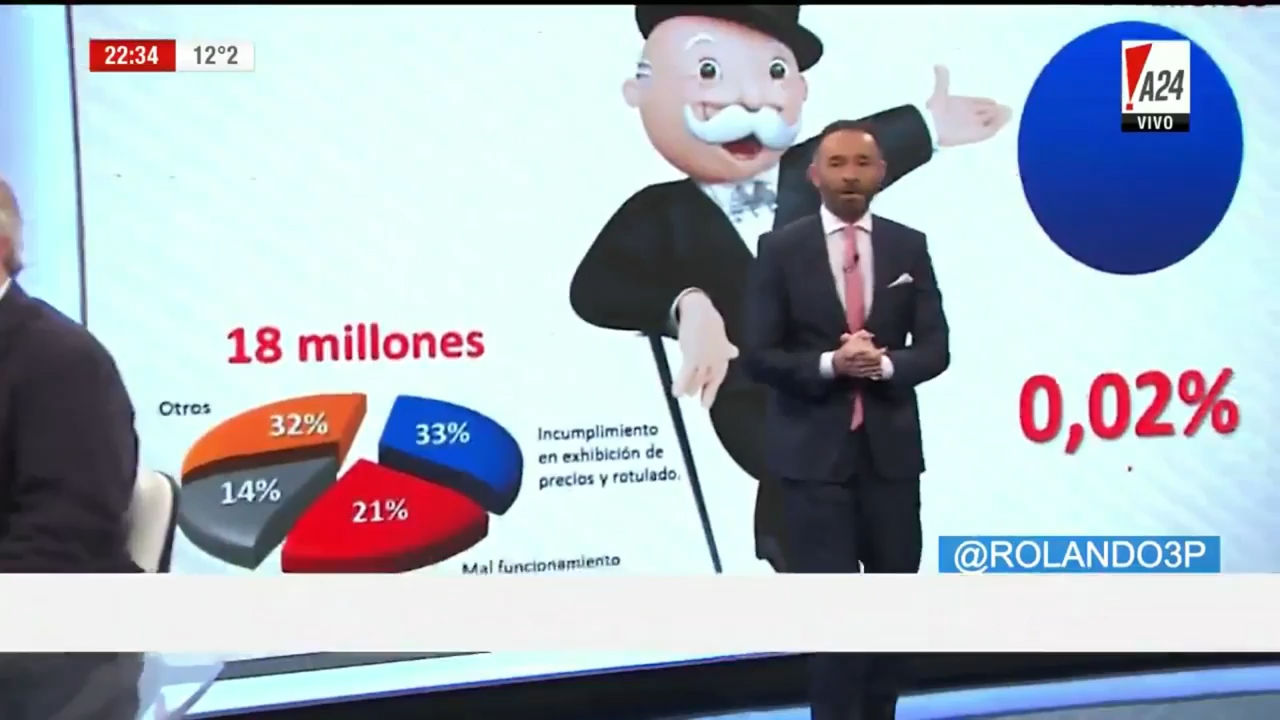 22:34 12°2
A24
VIVO
18 millones
Otros
32%
33%
14%
21%
Incumplimiento
en exhibición de
precios y rotulado.
Mal funcionamiento
0,02%
@ROLANDO3P